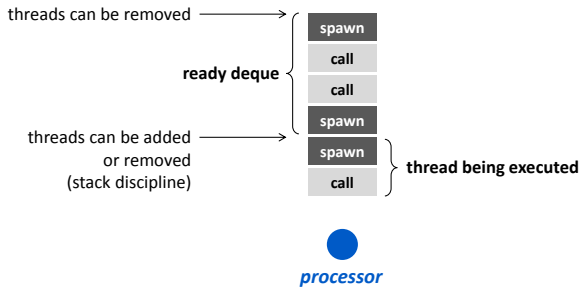 threads can be removed
spawn
call
ready deque
call
spawn
threads can be added
or removed
(stack discipline)
spawn
thread being executed
call
processor